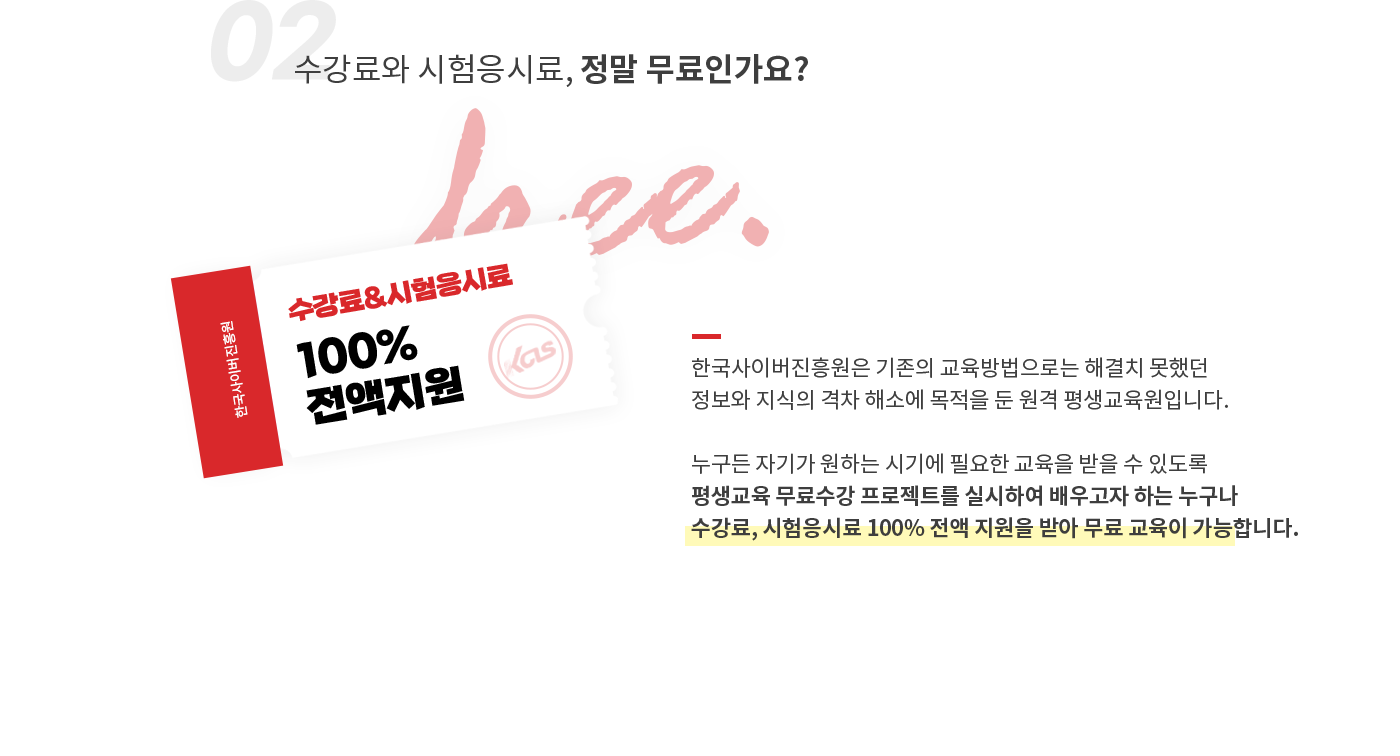 02
수강료와 시험응시료, 정말 무료인가요?
free.
한국사이버진흥원
수강료&시험응시료
100%
전액지원
한국사이버진흥원은 기존의 교육방법으로는 해결치 못했던
정보와 지식의 격차 해소에 목적을 둔 원격 평생교육원입니다.
누구든 자기가 원하는 시기에 필요한 교육을 받을 수 있도록
평생교육 무료수강 프로젝트를 실시하여 배우고자 하는 누구나
수강료, 시험응시료 100% 전액 지원을 받아 무료 교육이 가능합니다.